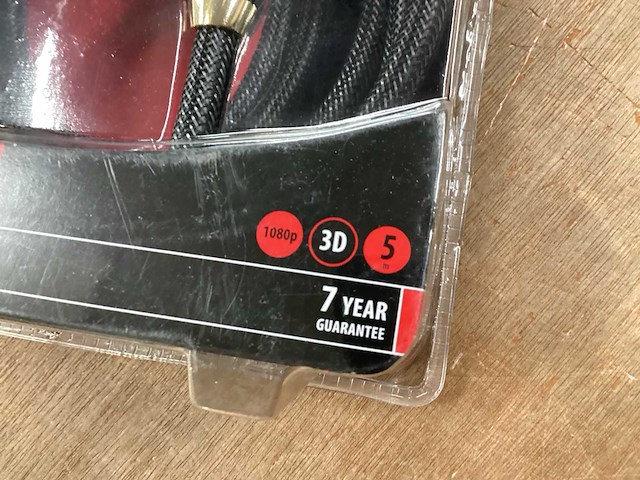 1080p 3D 5
m
7 YEAR
GUARANTEE